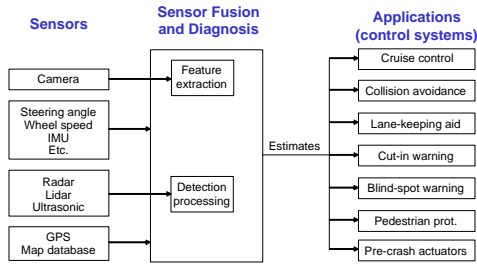 Sensors
Sensor Fusion
and Diagnosis
Applications
(control systems)
Camera
Steering angle
Wheel speed
IMU
Etc.
Radar
Lidar
Ultrasonic
GPS
Map database
Feature
extraction
Detection
processing
Estimates
Cruise control
Collision avoidance
Lane-keeping aid
Cut-in warning
Blind-spot warning
Pedestrian prot.
Pre-crash actuators